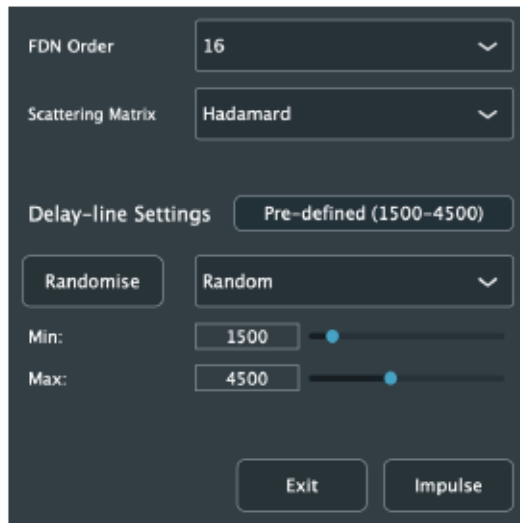 FDN Order 16
Scattering Matrix Hadamard
Delay-line Settings Pre-defined (1500-4500)
Randomise Random
Min: 1500
Max: 4500
Exit Impulse